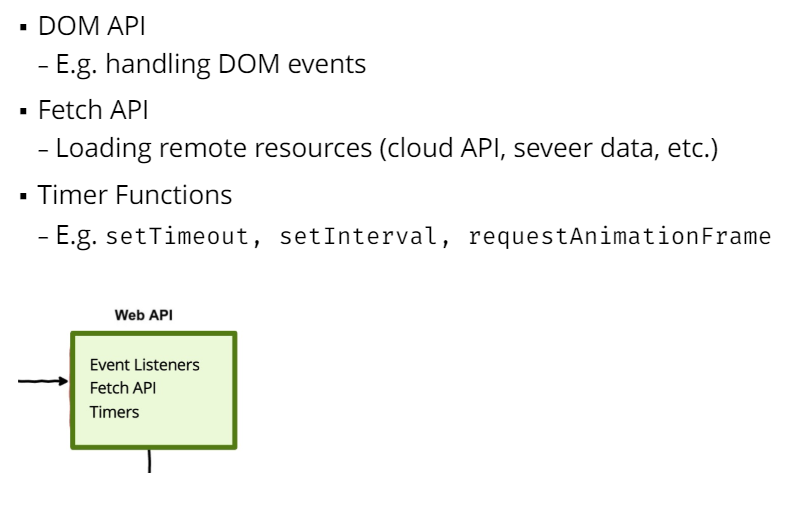 ▪ DOM API
– E.g. handling DOM events
▪ Fetch API
– Loading remote resources (cloud API, seveer data, etc.)
▪ Timer Functions
– E.g. setTimeout, setInterval, requestAnimationFrame
Web API
Event Listeners
Fetch API
Timers